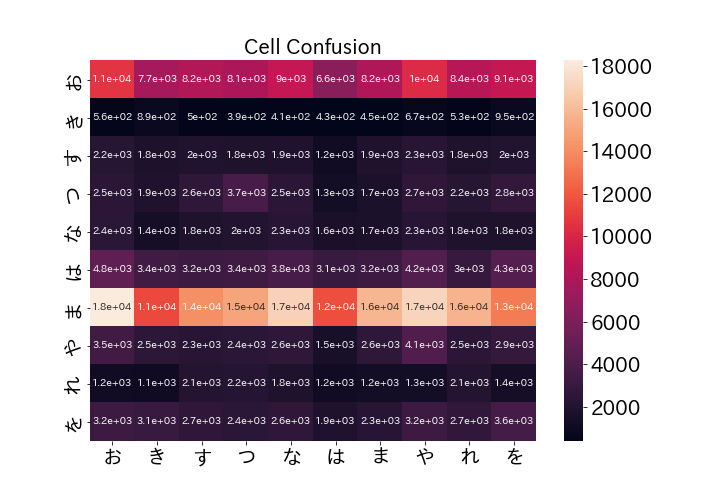 Cell Confusion
お 1.1e+04 7.7e+03 8.2e+03 8.1e+03 9e+03 6.6e+03 8.2e+03 1e+04 8.4e+03 9.1e+03
き 5.6e+02 8.9e+02 5e+02 3.9e+02 4.1e+02 4.3e+02 4.5e+02 6.7e+02 5.3e+02 9.5e+02
す 2.2e+03 1.8e+03 2e+03 1.8e+03 1.9e+03 1.2e+03 1.9e+03 2.3e+03 1.8e+03 2e+03
つ 2.5e+03 1.9e+03 2.6e+03 3.7e+03 2.5e+03 1.3e+03 1.7e+03 2.7e+03 2.2e+03 2.8e+03
な 2.4e+03 1.4e+03 1.8e+03 2e+03 2.3e+03 1.6e+03 1.7e+03 2.3e+03 1.8e+03 1.8e+03
は 4.8e+03 3.4e+03 3.2e+03 3.4e+03 3.8e+03 3.1e+03 3.2e+03 4.2e+03 3e+03 4.3e+03
ま 1.8e+04 1.1e+04 1.4e+04 1.5e+04 1.7e+04 1.2e+04 1.6e+04 1.7e+04 1.6e+04 1.3e+04
や 3.5e+03 2.5e+03 2.3e+03 2.4e+03 2.6e+03 1.5e+03 2.6e+03 4.1e+03 2.5e+03 2.9e+03
れ 1.2e+03 1.1e+03 2.1e+03 2.2e+03 1.8e+03 1.2e+03 1.2e+03 1.3e+03 2.1e+03 1.4e+03
を 3.2e+03 3.1e+03 2.7e+03 2.4e+03 2.6e+03 1.9e+03 2.3e+03 3.2e+03 2.7e+03 3.6e+03
お き す つ な は ま や れ を
18000
16000
14000
12000
10000
8000
6000
4000
2000